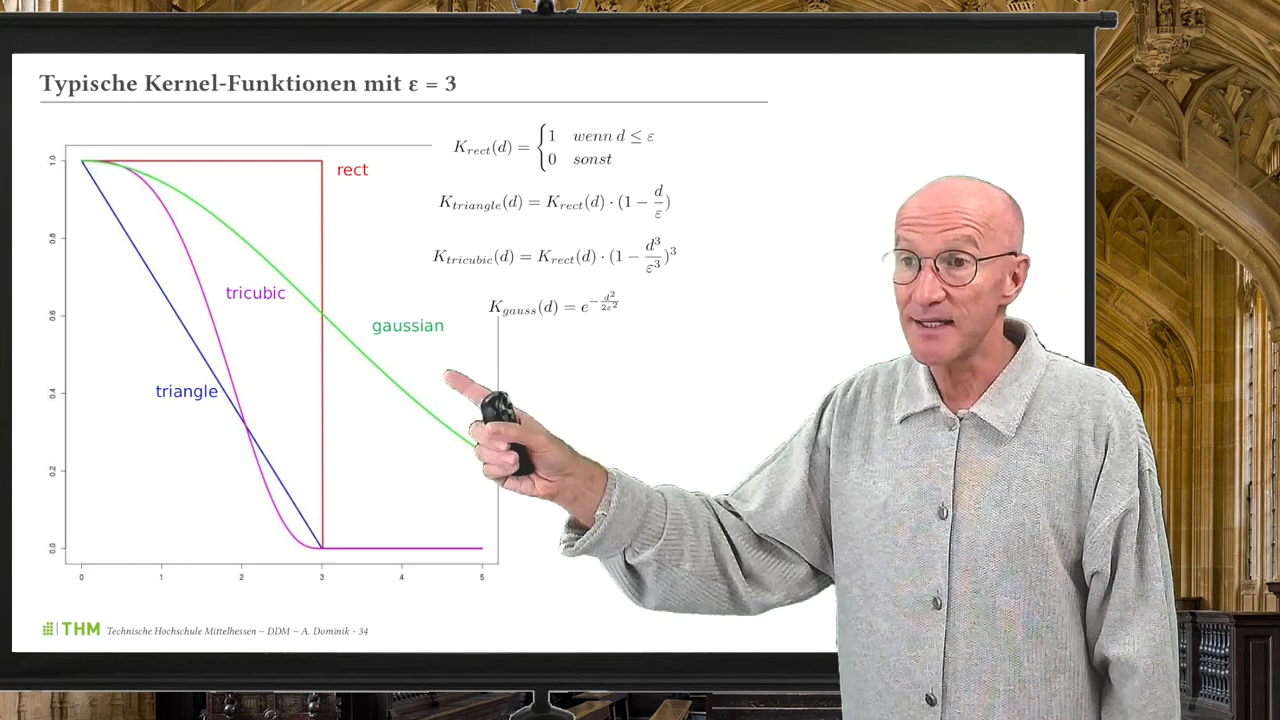 Typische Kernel-Funktionen mit ε = 3
K_rect(d) = { 1 wenn d ≤ ε
0 sonst
K_triangle(d) = K_rect(d) · (1 − d/ε)
K_tricubic(d) = K_rect(d) · (1 − d³/ε³)³
K_gauss(d) = e^(−d²/2ε²)
rect
tricubic
gaussian
triangle
1.0
0.8
0.6
0.4
0.2
0.0
0 1 2 3 4 5
THM Technische Hochschule Mittelhessen – DDM – A. Dominik - 34